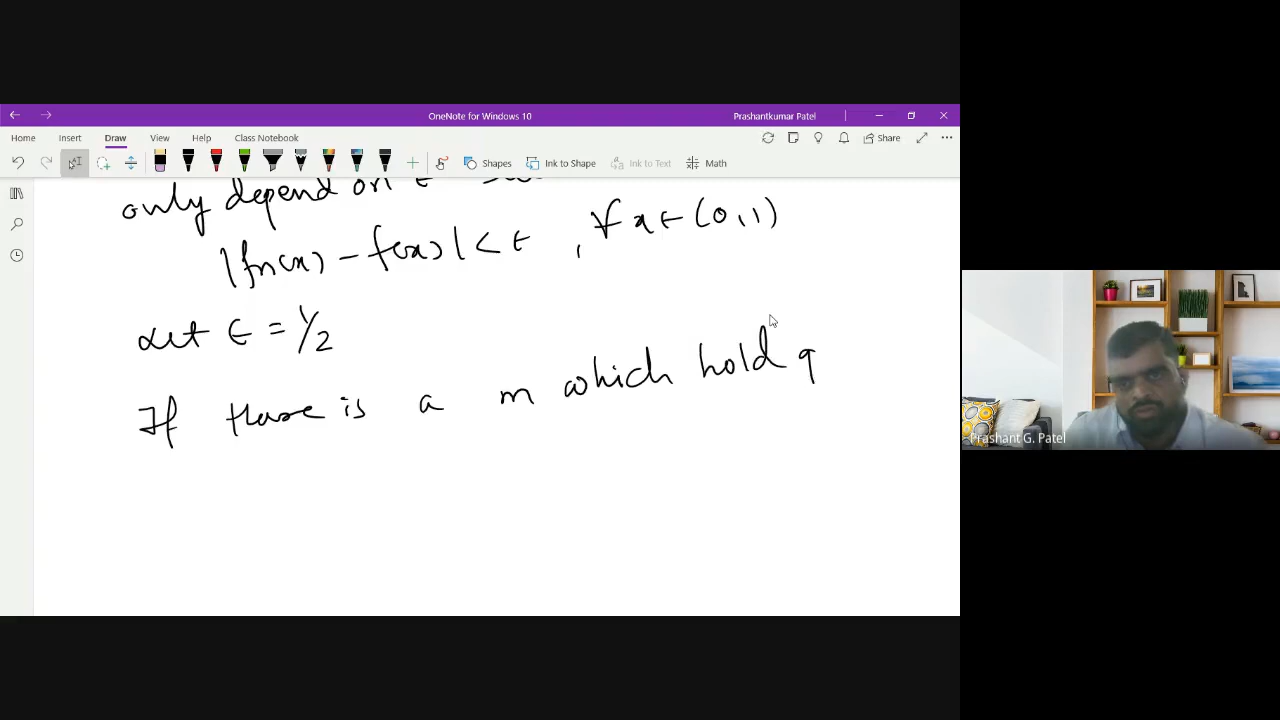 OneNote for Windows 10
Prashantkumar Patel
Home Insert Draw View Help Class Notebook
Share
Shapes Ink to Shape Ink to Text Math
only depend on ϵ
|fn(x) - f(x)| < ϵ , ∀ x ∈ (0,1)
Let ϵ = 1/2
If there is a m which hold
Prashant G. Patel